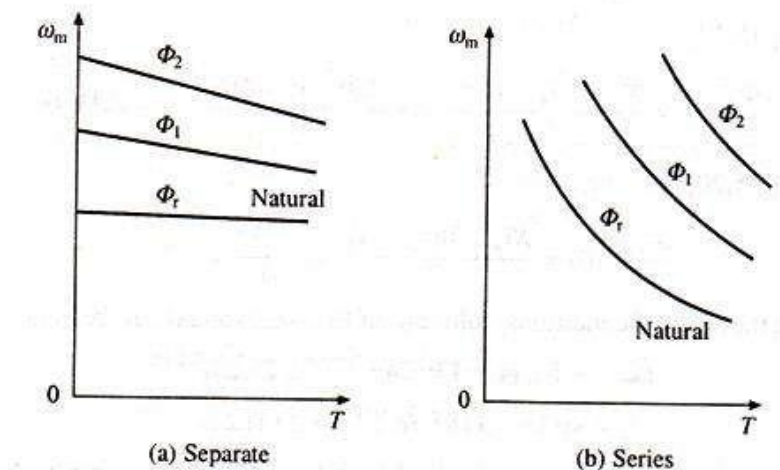 ωm
Φ2
Φ1
Φr
Natural
0
T
(a) Separate
ωm
Φ2
Φ1
Φr
Natural
0
T
(b) Series